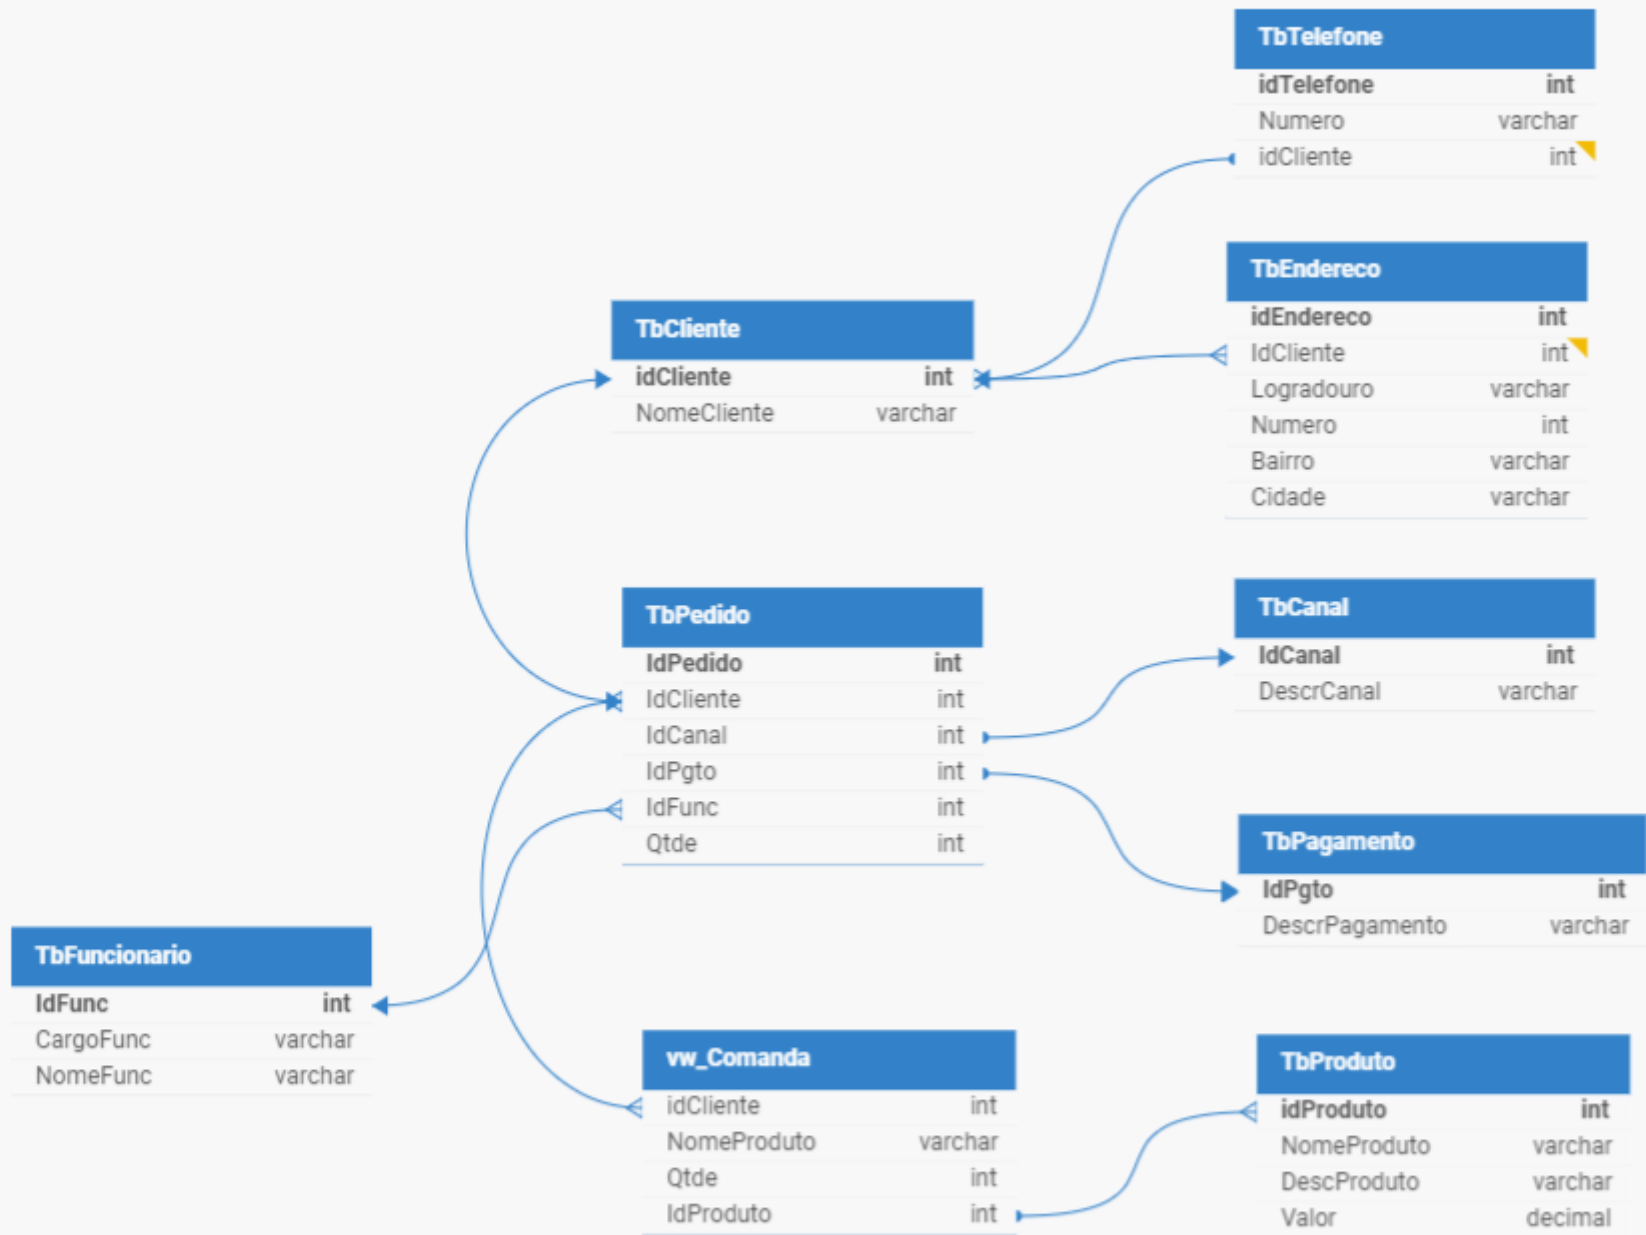 TbTelefone
idTelefone int
Numero varchar
idCliente int
TbEndereco
idEndereco int
IdCliente int
Logradouro varchar
Numero int
Bairro varchar
Cidade varchar
TbCliente
idCliente int
NomeCliente varchar
TbPedido
IdPedido int
IdCliente int
IdCanal int
IdPgto int
IdFunc int
Qtde int
TbCanal
IdCanal int
DescrCanal varchar
TbPagamento
IdPgto int
DescrPagamento varchar
TbFuncionario
IdFunc int
CargoFunc varchar
NomeFunc varchar
vw_Comanda
idCliente int
NomeProduto varchar
Qtde int
IdProduto int
TbProduto
idProduto int
NomeProduto varchar
DescProduto varchar
Valor decimal